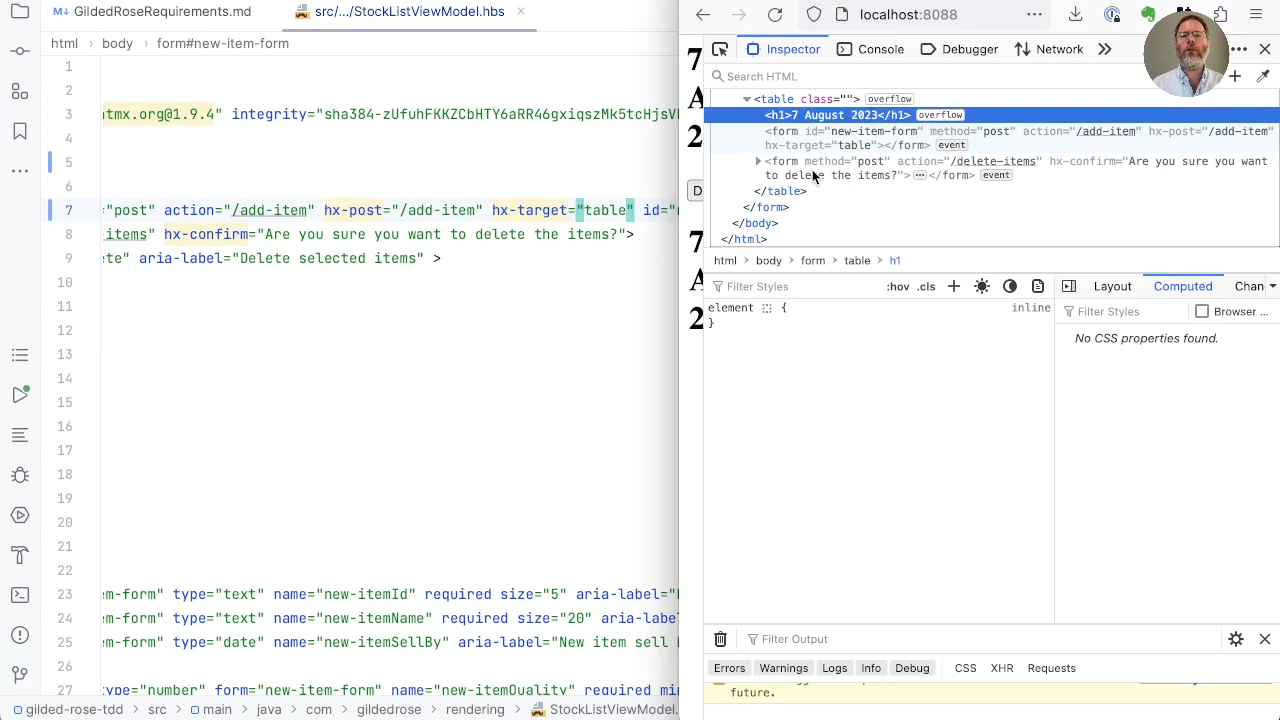 GildedRoseRequirements.md
src/.../StockListViewModel.hbs
html body form#new-item-form
1
2
3 tmx.org@1.9.4" integrity="sha384-zUfuhFKKZCbHTY6aRR46gxiqszMk5tcHjsV
4
5
6
7 ="post" action="/add-item" hx-post="/add-item" hx-target="table" id="n
8 items" hx-confirm="Are you sure you want to delete the items?">
9 ete" aria-label="Delete selected items" >
10
11
12
13
14
15
16
17
18
19
20
21
22
23 m-form" type="text" name="new-itemId" required size="5" aria-label="
24 m-form" type="text" name="new-itemName" required size="20" aria-label
25 m-form" type="date" name="new-itemSellBy" aria-label="New item sell
26
27 ype="number" form="new-item-form" name="new-itemQuality" required mi
gilded-rose-tdd src main java com gildedrose rendering StockListViewModel.
localhost:8088
7
A
2
D
7
A
2
Inspector Console Debugger Network
Search HTML
<table class=""> overflow
<h1>7 August 2023</h1> overflow
<form id="new-item-form" method="post" action="/add-item" hx-post="/add-item"
hx-target="table"></form> event
<form method="post" action="/delete-items" hx-confirm="Are you sure you want
to delete the items?"> </form> event
</table>
</form>
</body>
</html>
html body form table h1
Filter Styles :hov .cls
Layout Computed Chan
element { inline
}
Filter Styles Browser ...
No CSS properties found.
Filter Output
Errors Warnings Logs Info Debug CSS XHR Requests
future.